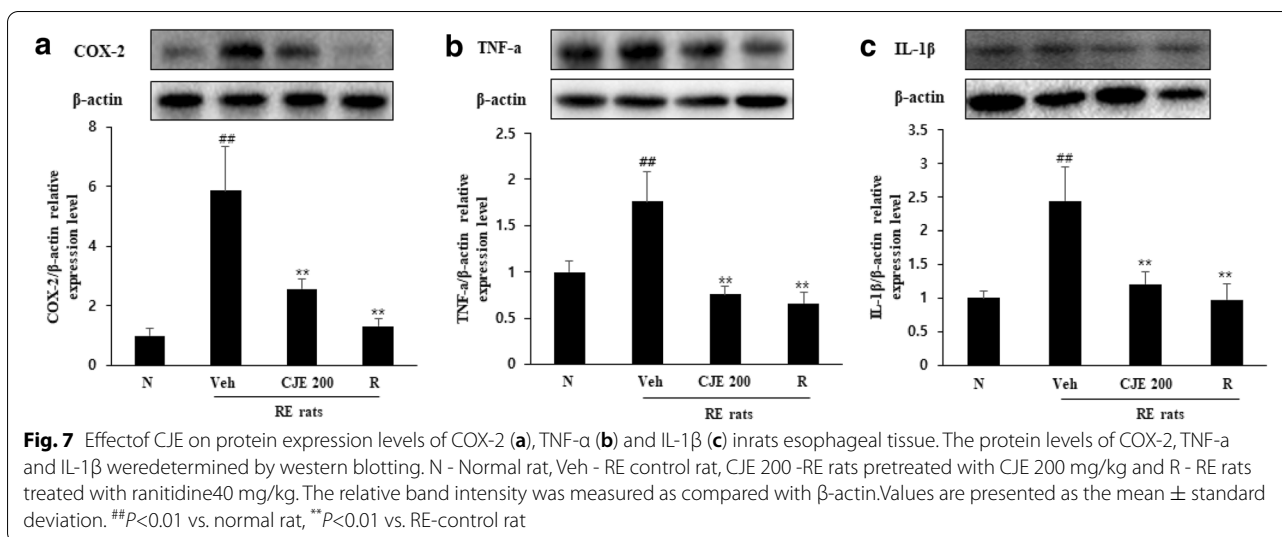 a
COX-2
β-actin
8
6
4
2
0
COX-2/β-actin relative
expression level
##
**
**
N
Veh
CJE 200
R
RE rats
b
TNF-a
β-actin
2.5
2
1.5
1
0.5
0
TNF-a/β-actin relative
expression level
##
**
**
N
Veh
CJE 200
R
RE rats
c
IL-1β
β-actin
3.5
3
2.5
2
1.5
1
0.5
0
IL-1β/β-actin relative
expression level
##
**
**
N
Veh
CJE 200
R
RE rats
Fig. 7 Effectof CJE on protein expression levels of COX-2 (a), TNF-α (b) and IL-1β (c) inrats esophageal tissue. The protein levels of COX-2, TNF-a
and IL-1β weredetermined by western blotting. N - Normal rat, Veh - RE control rat, CJE 200 -RE rats pretreated with CJE 200 mg/kg and R - RE rats
treated with ranitidine40 mg/kg. The relative band intensity was measured as compared with β-actin.Values are presented as the mean ± standard
deviation. ##P<0.01 vs. normal rat, **P<0.01 vs. RE-control rat